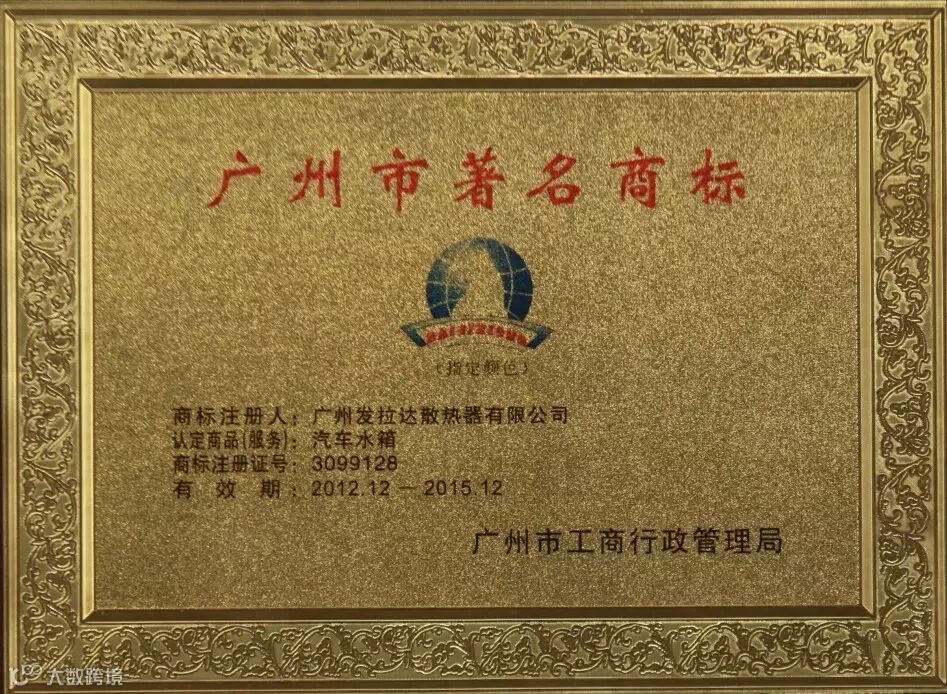 广州市著名商标
(指定颜色)
商标注册人：广州发拉达散热器有限公司
认定商品(服务)：汽车水箱
商标注册证号：3099128
有效期：2012.12－2015.12
广州市工商行政管理局
大数跨境